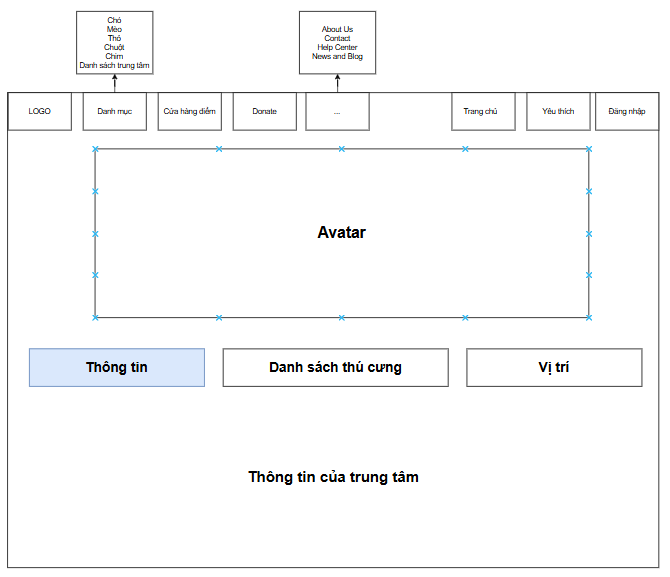 Chó
Mèo
Thỏ
Chuột
Chim
Danh sách trung tâm
About Us
Contact
Help Center
News and Blog
LOGO
Danh mục
Cửa hàng điểm
Donate
...
Trang chủ
Yêu thích
Đăng nhập
Avatar
Thông tin
Danh sách thú cưng
Vị trí
Thông tin của trung tâm